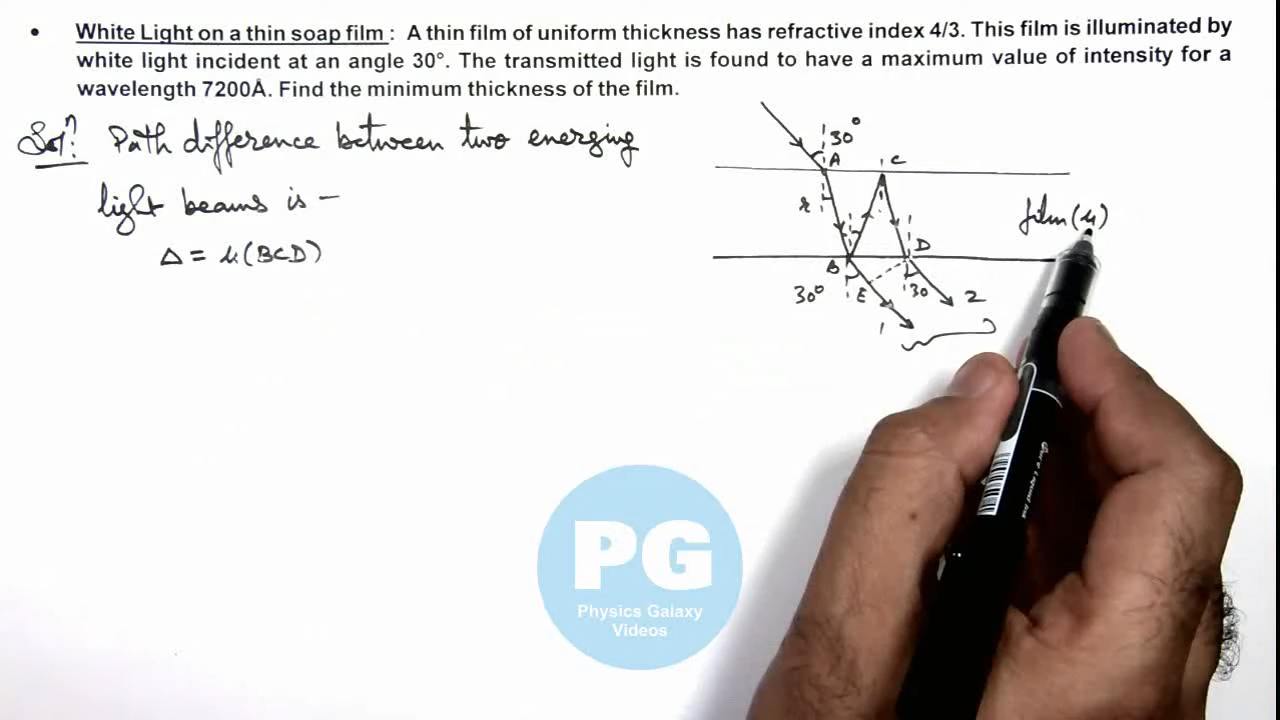 • White Light on a thin soap film : A thin film of uniform thickness has refractive index 4/3. This film is illuminated by
white light incident at an angle 30°. The transmitted light is found to have a maximum value of intensity for a
wavelength 7200Å. Find the minimum thickness of the film.
Sol? Path difference between two energing
light beams is –
Δ = μ(BCD)
30°
A
C
r
film(μ)
B
D
30°
E
30
2
1
PG
Physics Galaxy
Videos